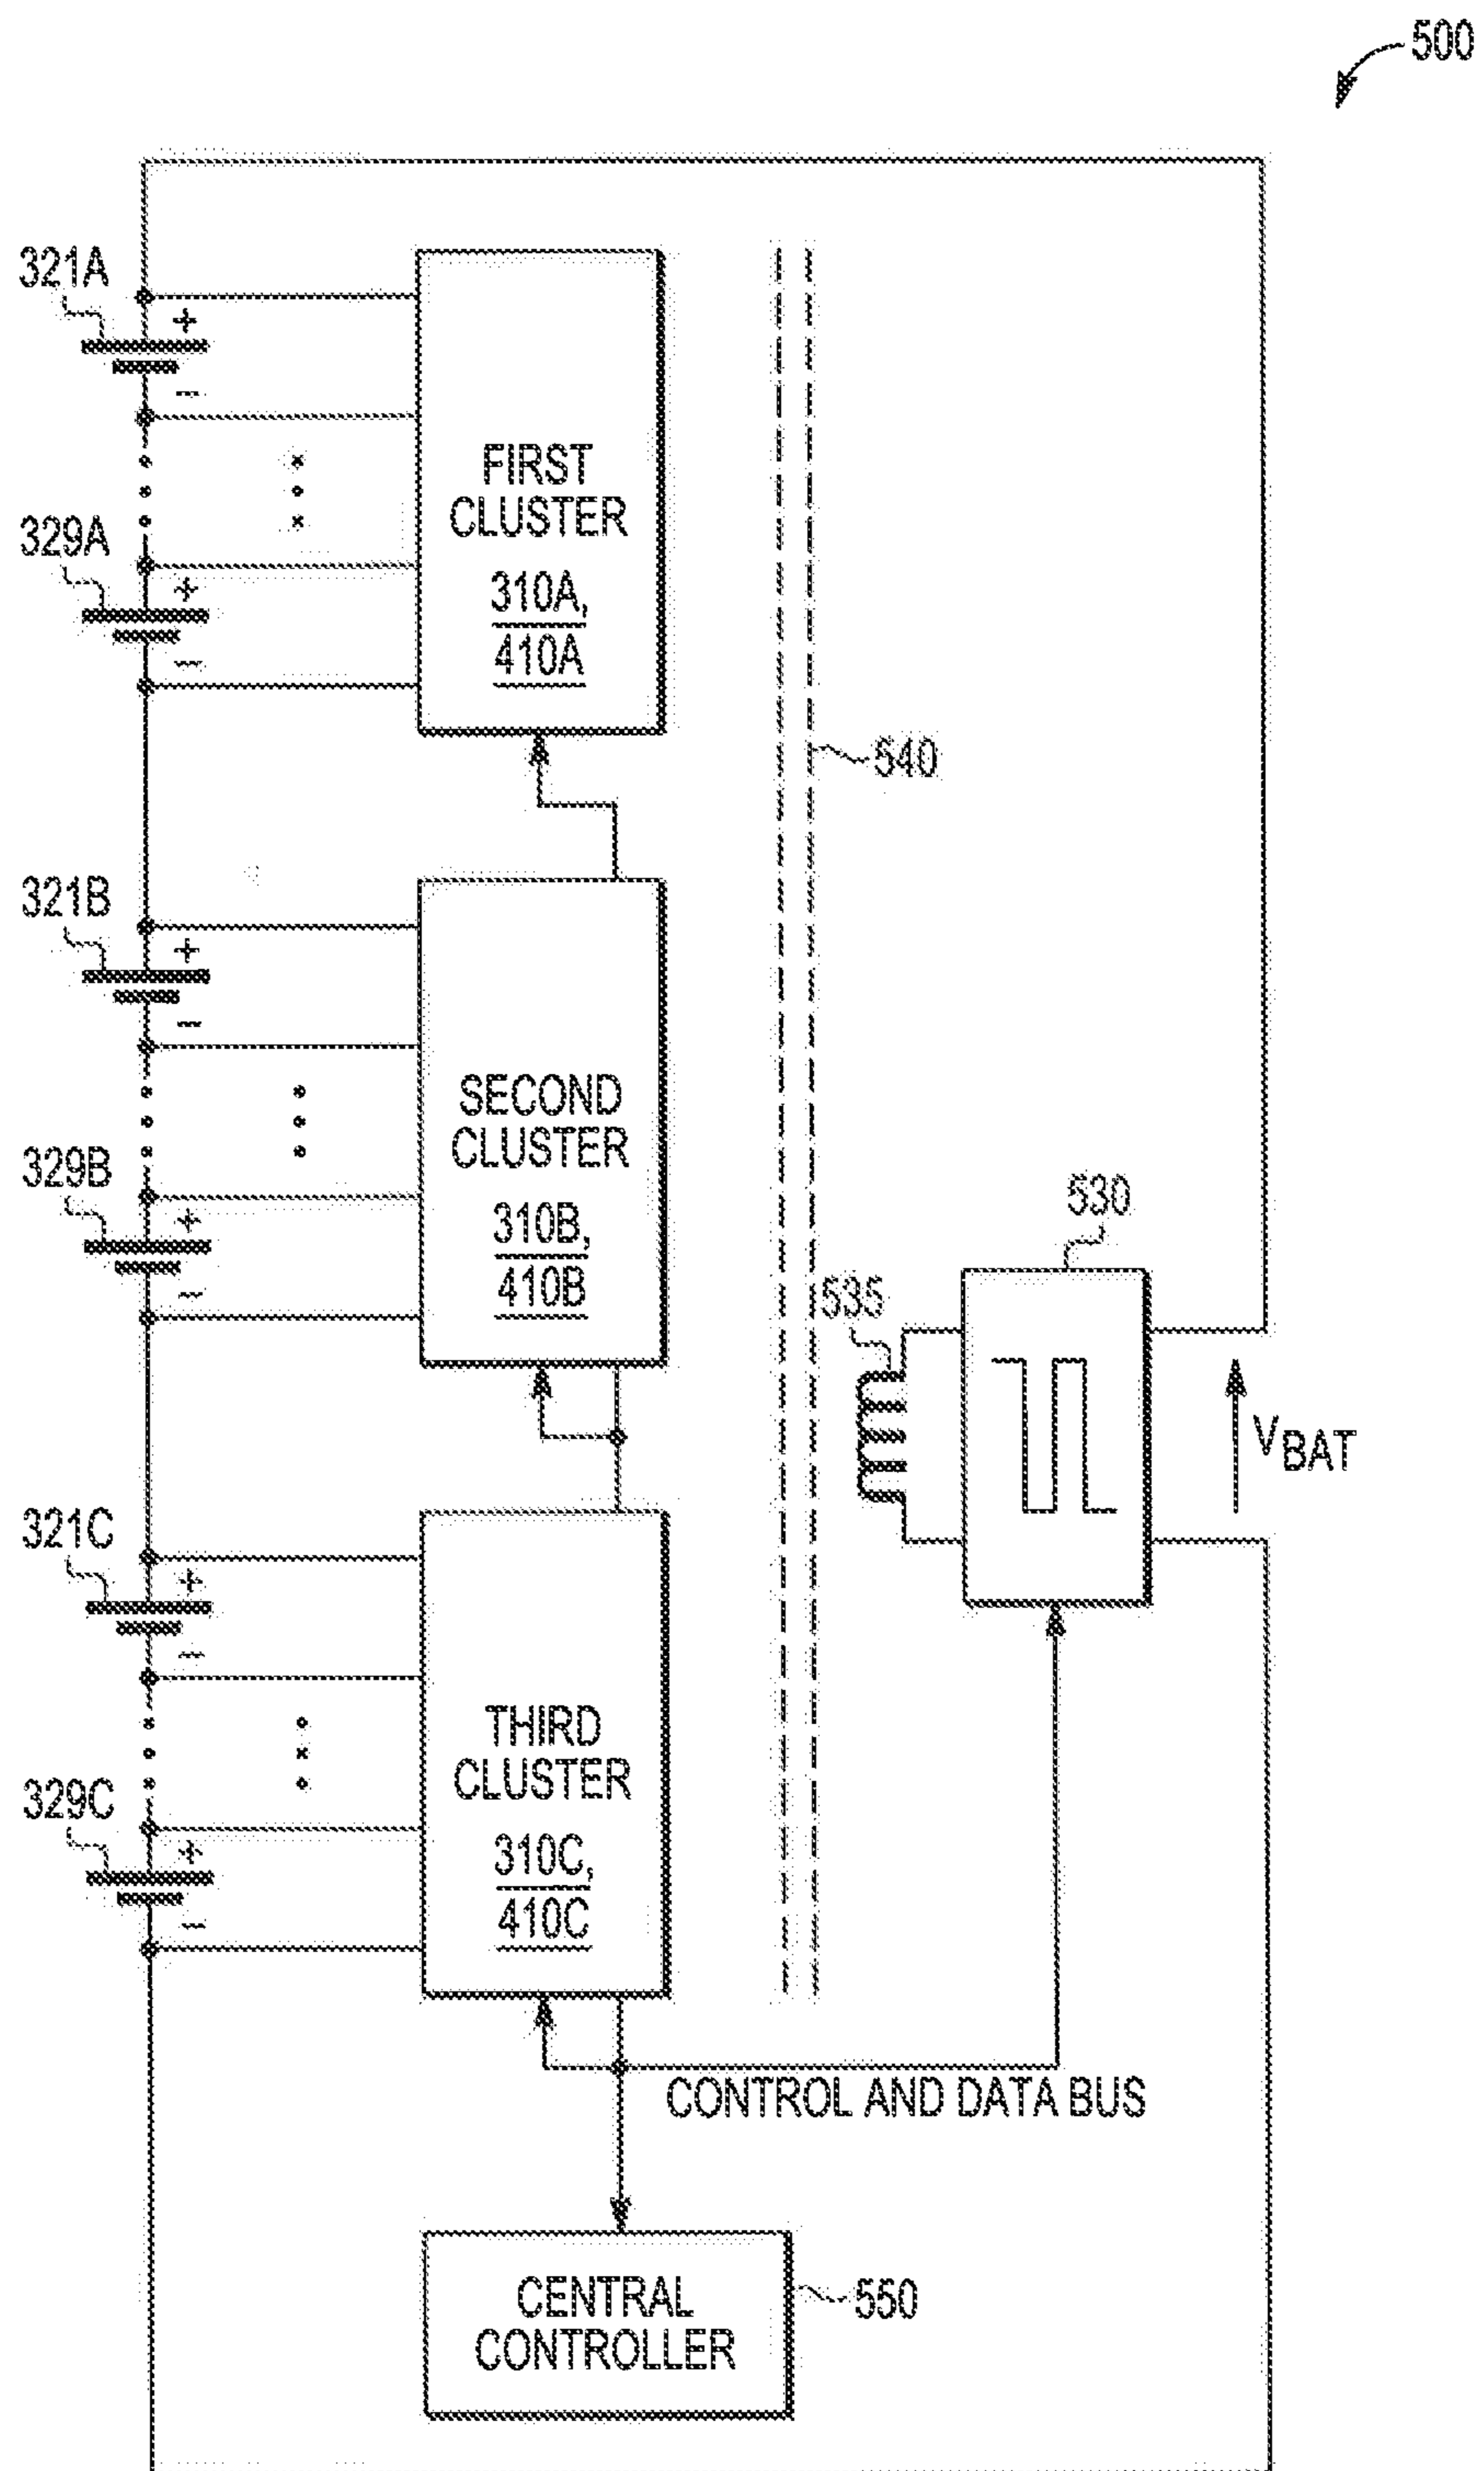 500
321A
+
−
FIRST
CLUSTER
310A,
410A
329A
+
−
540
321B
+
−
SECOND
CLUSTER
310B,
410B
329B
+
−
530
535
VBAT
321C
+
−
THIRD
CLUSTER
310C,
410C
329C
+
−
CONTROL AND DATA BUS
CENTRAL
CONTROLLER
550